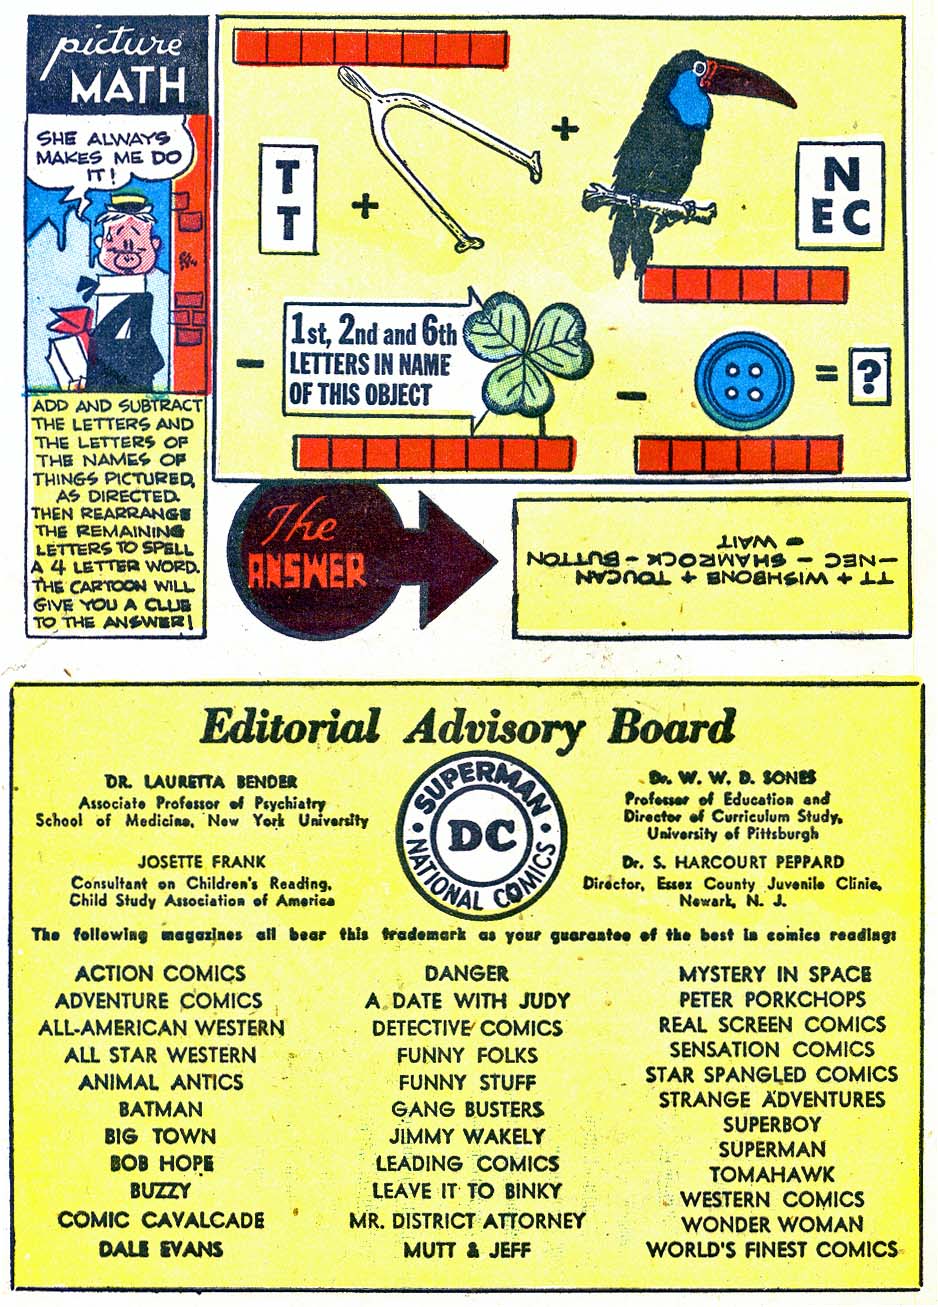 picture
MATH
SHE ALWAYS
MAKES ME DO
IT!
ADD AND SUBTRACT
THE LETTERS AND
THE LETTERS OF
THE NAMES OF
THINGS PICTURED,
AS DIRECTED.
THEN REARRANGE
THE REMAINING
LETTERS TO SPELL
A 4 LETTER WORD.
THE CARTOON WILL
GIVE YOU A CLUE
TO THE ANSWER!
T
T
+
+
N
EC
-
1st, 2nd and 6th
LETTERS IN NAME
OF THIS OBJECT
-
= ?
The
ANSWER
TT + WISHBONE + TOUCAN
-NEC - SHAMROCK - BUTTON
= WAIT
Editorial Advisory Board
DR. LAURETTA BENDER
Associate Professor of Psychiatry
School of Medicine, New York University
JOSETTE FRANK
Consultant on Children's Reading,
Child Study Association of America
SUPERMAN
DC
NATIONAL COMICS
Dr. W. W. D. SONES
Professor of Education and
Director of Curriculum Study,
University of Pittsburgh
Dr. S. HARCOURT PEPPARD
Director, Essex County Juvenile Clinic,
Newark, N. J.
The following magazines all bear this trademark as your guarantee of the best in comics reading:
ACTION COMICS
ADVENTURE COMICS
ALL-AMERICAN WESTERN
ALL STAR WESTERN
ANIMAL ANTICS
BATMAN
BIG TOWN
BOB HOPE
BUZZY
COMIC CAVALCADE
DALE EVANS
DANGER
A DATE WITH JUDY
DETECTIVE COMICS
FUNNY FOLKS
FUNNY STUFF
GANG BUSTERS
JIMMY WAKELY
LEADING COMICS
LEAVE IT TO BINKY
MR. DISTRICT ATTORNEY
MUTT & JEFF
MYSTERY IN SPACE
PETER PORKCHOPS
REAL SCREEN COMICS
SENSATION COMICS
STAR SPANGLED COMICS
STRANGE ADVENTURES
SUPERBOY
SUPERMAN
TOMAHAWK
WESTERN COMICS
WONDER WOMAN
WORLD'S FINEST COMICS